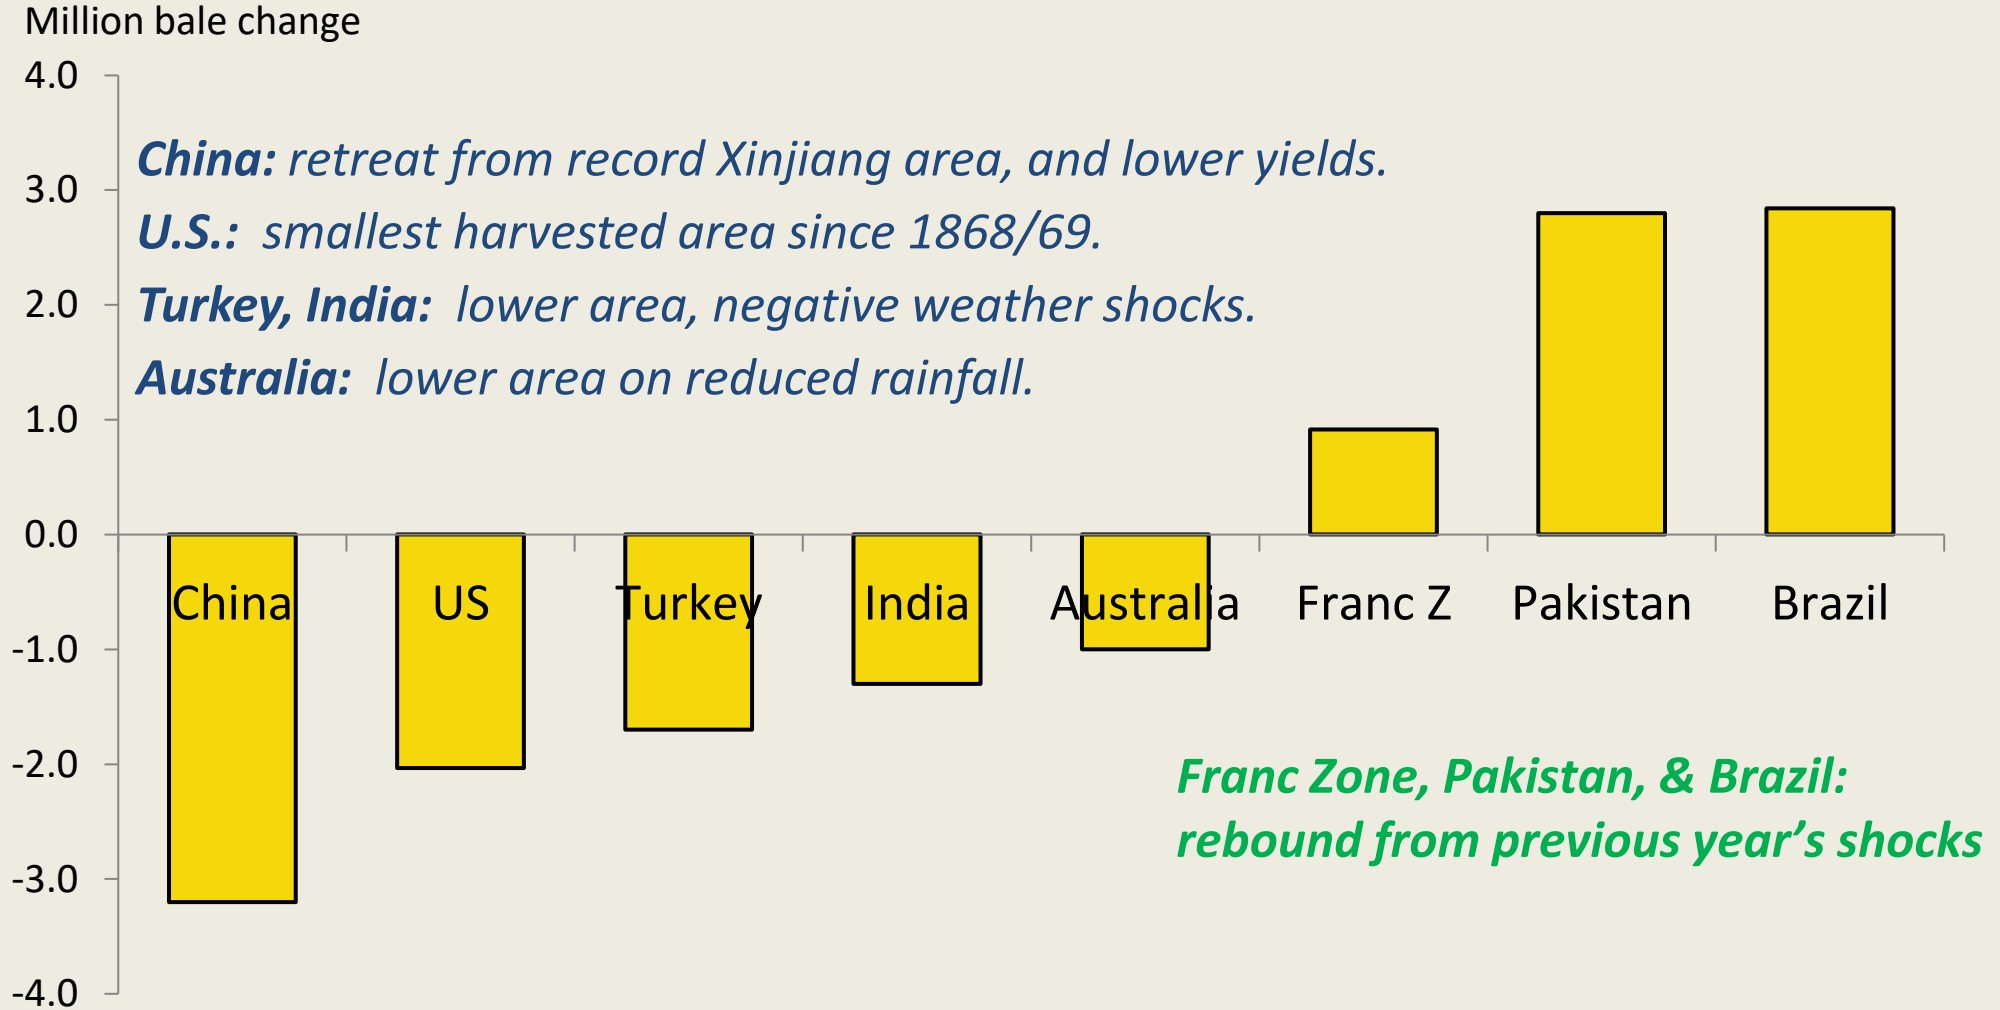 Million bale change
4.0
China: retreat from record Xinjiang area, and lower yields.
3.0
U.S.: smallest harvested area since 1868/69.
2.0
Turkey, India: lower area, negative weather shocks.
Australia: lower area on reduced rainfall.
1.0
0.0
China US Turkey India Australia Franc Z Pakistan Brazil
-1.0
-2.0
Franc Zone, Pakistan, & Brazil:
rebound from previous year’s shocks
-3.0
-4.0